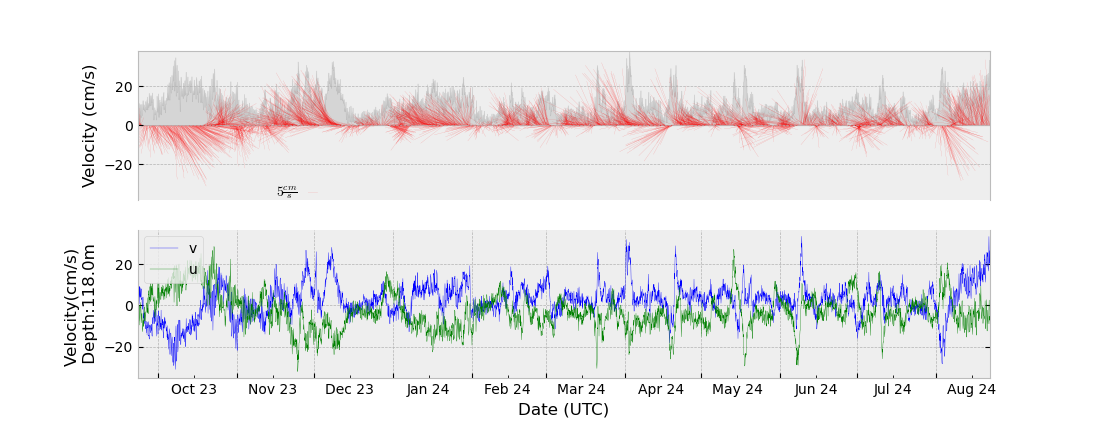 Velocity (cm/s)
20
0
−20
5 cm/s
Velocity(cm/s)
Depth:118.0m
20
0
−20
v
u
Oct 23 Nov 23 Dec 23 Jan 24 Feb 24 Mar 24 Apr 24 May 24 Jun 24 Jul 24 Aug 24
Date (UTC)